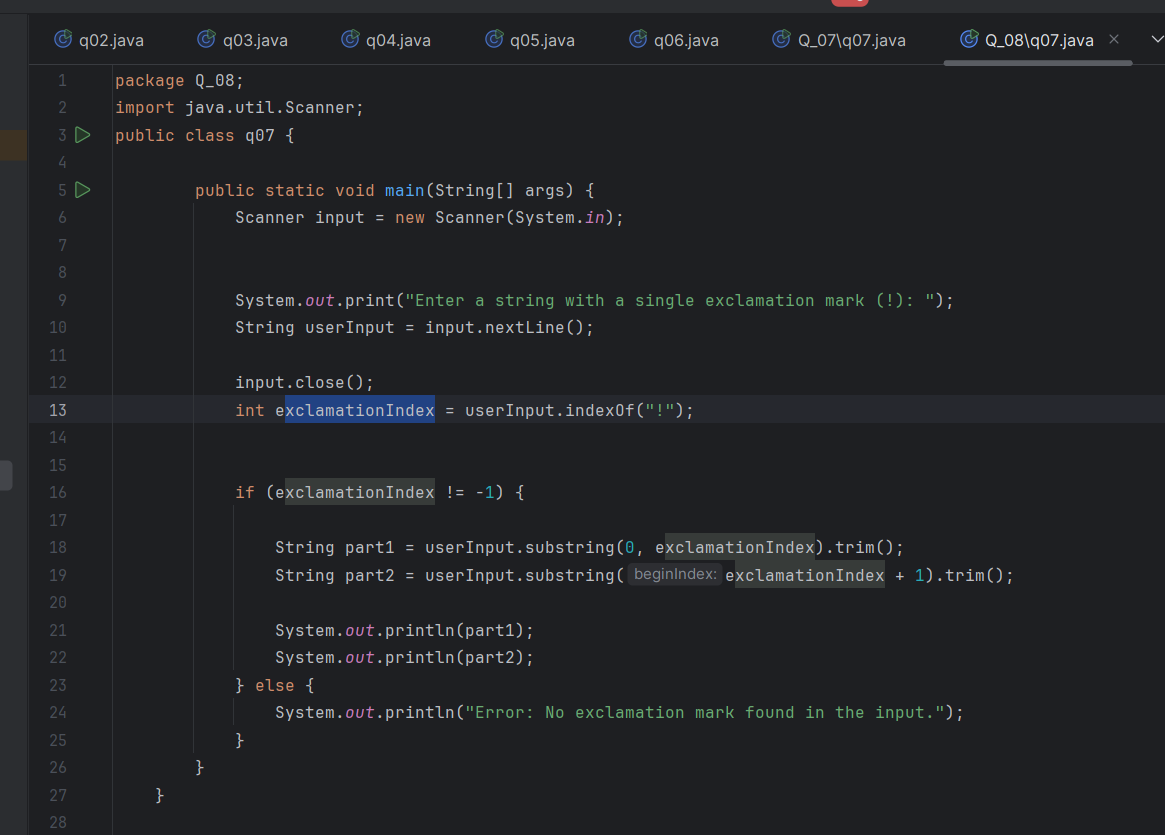 q02.java q03.java q04.java q05.java q06.java Q_07\q07.java Q_08\q07.java
1 package Q_08;
2 import java.util.Scanner;
3 public class q07 {
4
5 public static void main(String[] args) {
6 Scanner input = new Scanner(System.in);
7
8
9 System.out.print("Enter a string with a single exclamation mark (!): ");
10 String userInput = input.nextLine();
11
12 input.close();
13 int exclamationIndex = userInput.indexOf("!");
14
15
16 if (exclamationIndex != -1) {
17
18 String part1 = userInput.substring(0, exclamationIndex).trim();
19 String part2 = userInput.substring( beginIndex: exclamationIndex + 1).trim();
20
21 System.out.println(part1);
22 System.out.println(part2);
23 } else {
24 System.out.println("Error: No exclamation mark found in the input.");
25 }
26 }
27 }
28